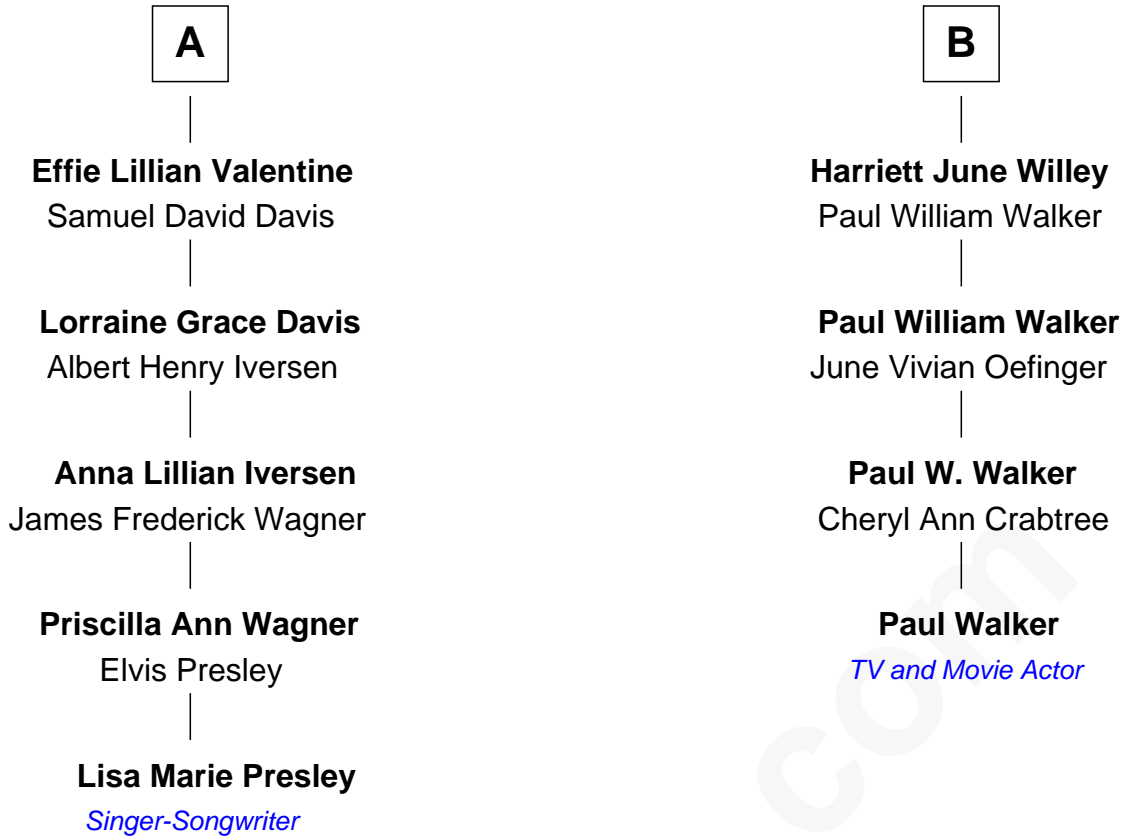 A
Effie Lillian Valentine
Samuel David Davis
Lorraine Grace Davis
Albert Henry Iversen
Anna Lillian Iversen
James Frederick Wagner
Priscilla Ann Wagner
Elvis Presley
Lisa Marie Presley
Singer-Songwriter
B
Harriett June Willey
Paul William Walker
Paul William Walker
June Vivian Oefinger
Paul W. Walker
Cheryl Ann Crabtree
Paul Walker
TV and Movie Actor
com